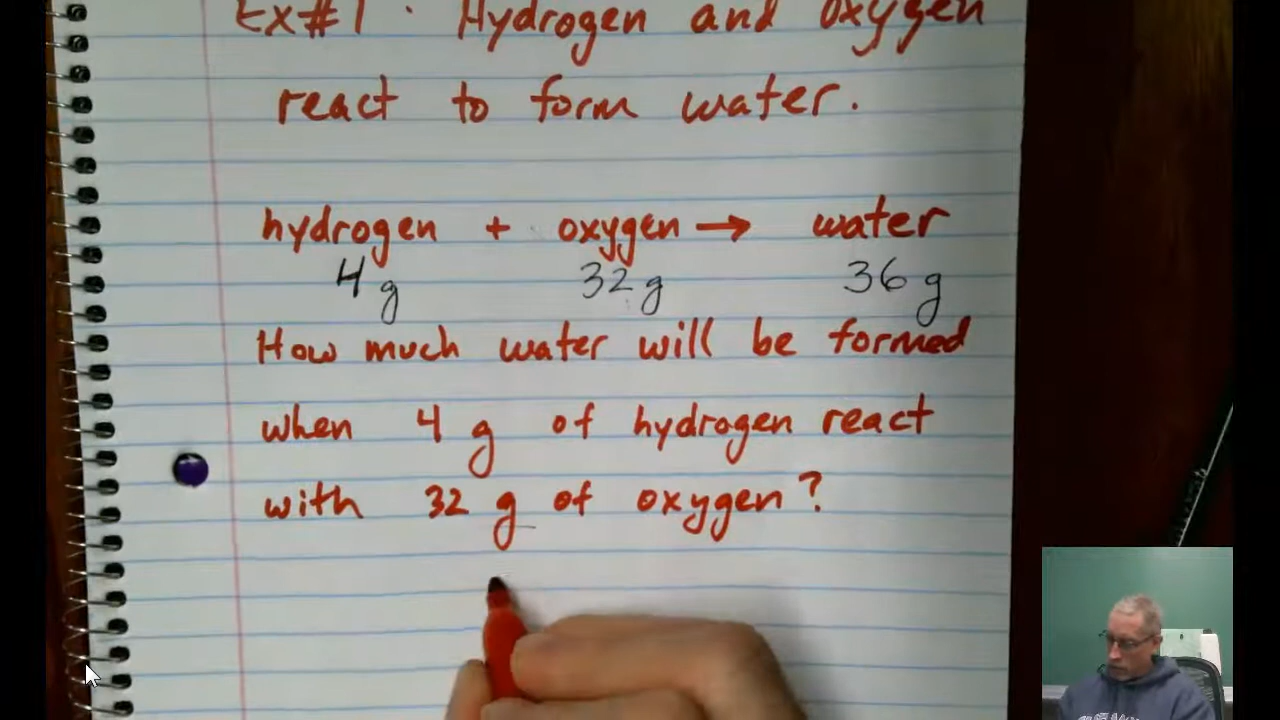 Ex#1. Hydrogen and oxygen
react to form water.
hydrogen + oxygen → water
4 g 32 g 36 g
How much water will be formed
when 4 g of hydrogen react
with 32 g of oxygen?